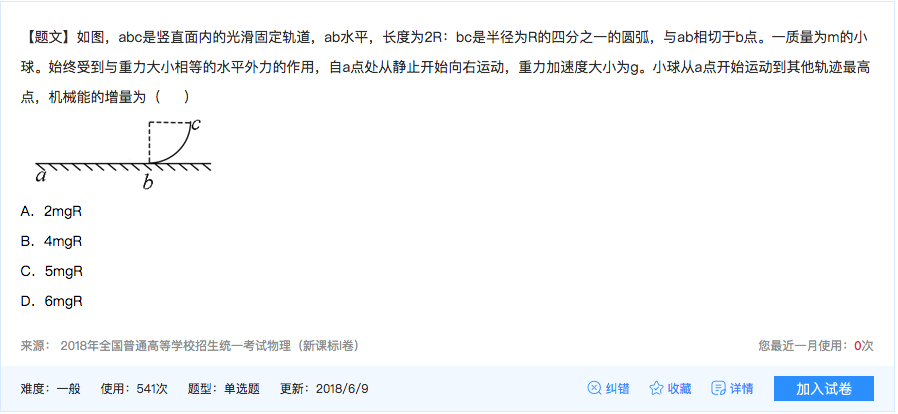 【题文】如图，abc是竖直面内的光滑固定轨道，ab水平，长度为2R：bc是半径为R的四分之一的圆弧，与ab相切于b点。一质量为m的小
球。始终受到与重力大小相等的水平外力的作用，自a点处从静止开始向右运动，重力加速度大小为g。小球从a点开始运动到其他轨迹最高
点，机械能的增量为（　　）
c
a
b
A．2mgR
B．4mgR
C．5mgR
D．6mgR
来源： 2018年全国普通高等学校招生统一考试物理（新课标I卷） 您最近一月使用：0次
难度：一般 使用：541次 题型：单选题 更新：2018/6/9 纠错 收藏 详情 加入试卷